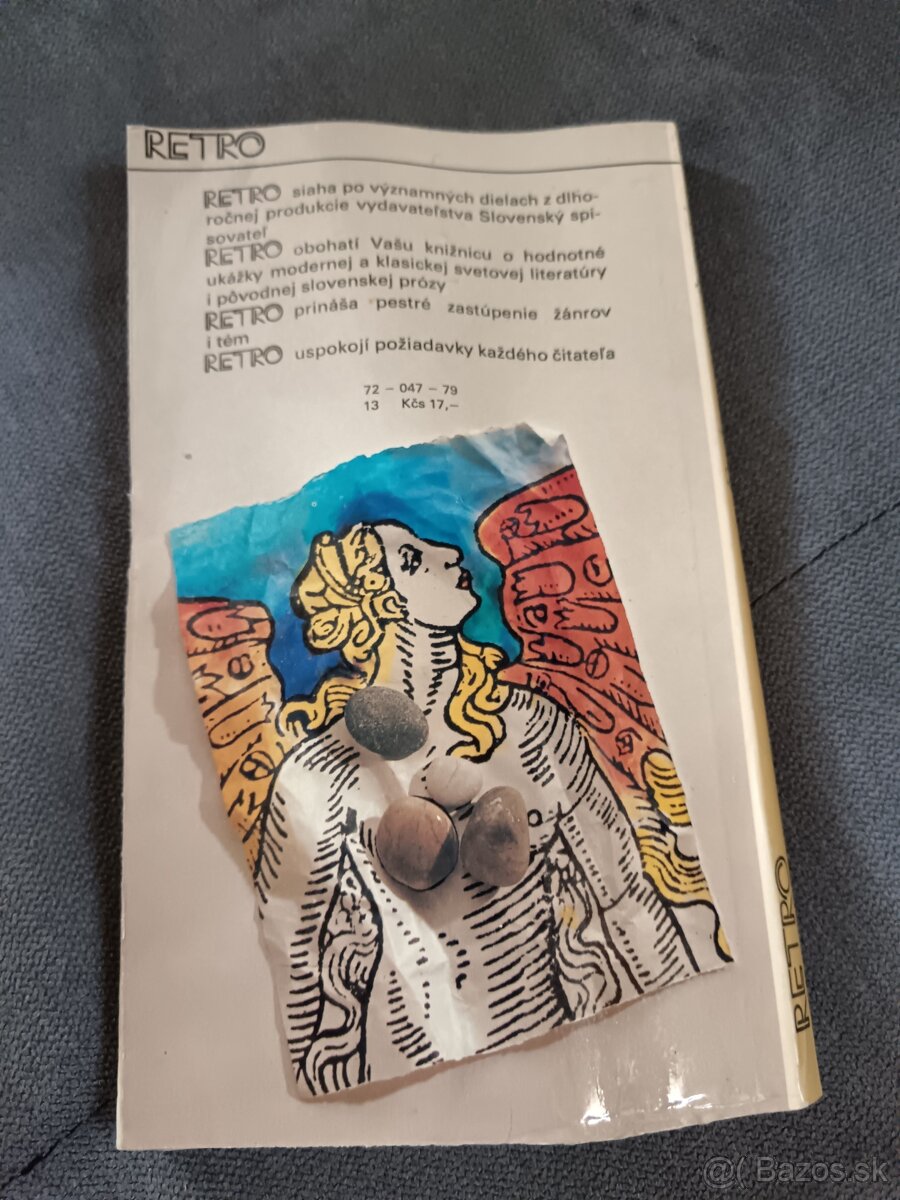 RETRO
RETRO siaha po významných dielach z dlho-
ročnej produkcie vydavateľstva Slovenský spi-
sovateľ
RETRO obohatí Vašu knižnicu o hodnotné
ukážky modernej a klasickej svetovej literatúry
i pôvodnej slovenskej prózy
RETRO prináša pestré zastúpenie žánrov
i tém
RETRO uspokojí požiadavky každého čitateľa
72 – 047 – 79
13 Kčs 17,–
RETRO
@( Bazos.sk